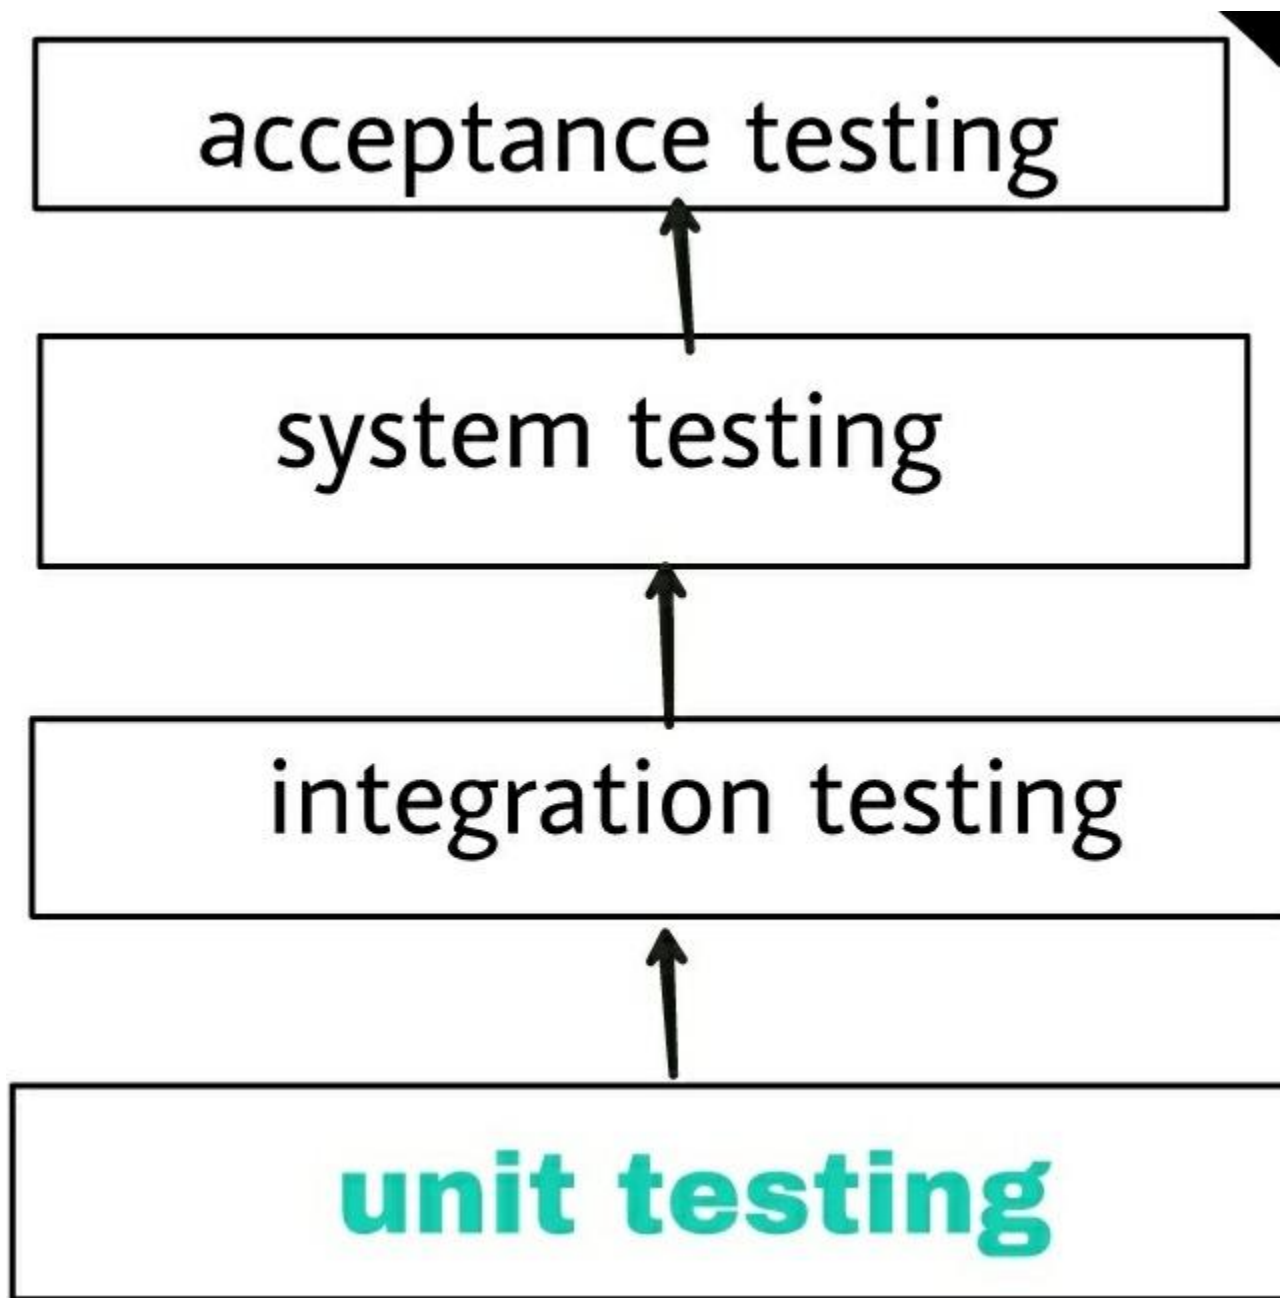 acceptance testing
system testing
integration testing
unit testing